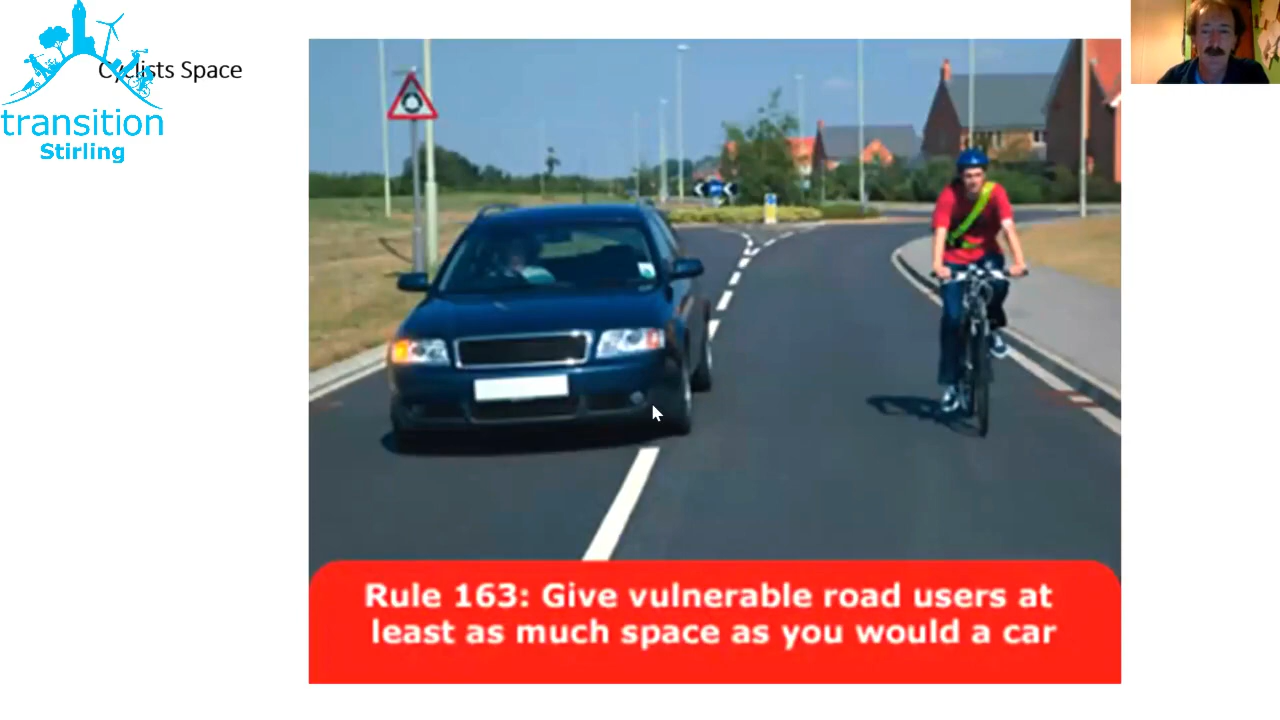 Cyclists Space
transition
Stirling
Rule 163: Give vulnerable road users at
least as much space as you would a car